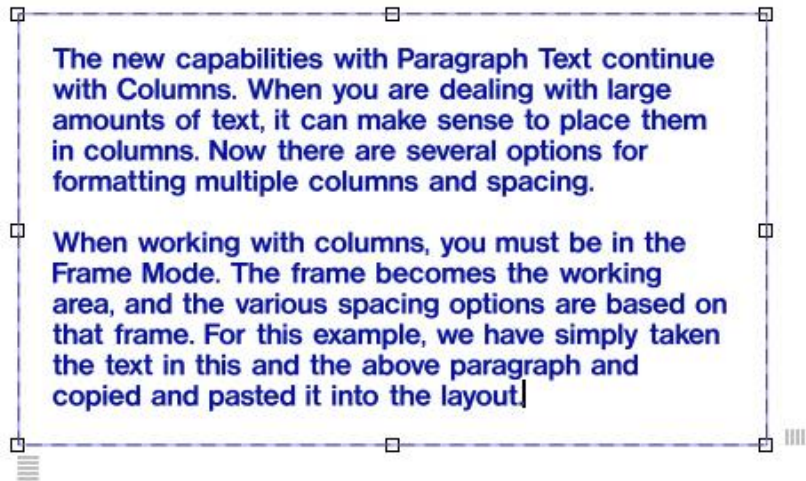 The new capabilities with Paragraph Text continue
with Columns. When you are dealing with large
amounts of text, it can make sense to place them
in columns. Now there are several options for
formatting multiple columns and spacing.
When working with columns, you must be in the
Frame Mode. The frame becomes the working
area, and the various spacing options are based on
that frame. For this example, we have simply taken
the text in this and the above paragraph and
copied and pasted it into the layout.